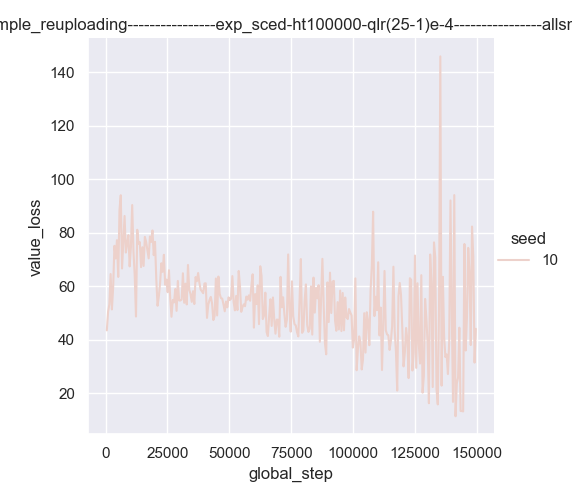 mple_reuploading----------------exp_sced-ht100000-qlr(25-1)e-4----------------allsr
140
120
100
80
60
40
20
value_loss
0 25000 50000 75000 100000 125000 150000
global_step
seed
10